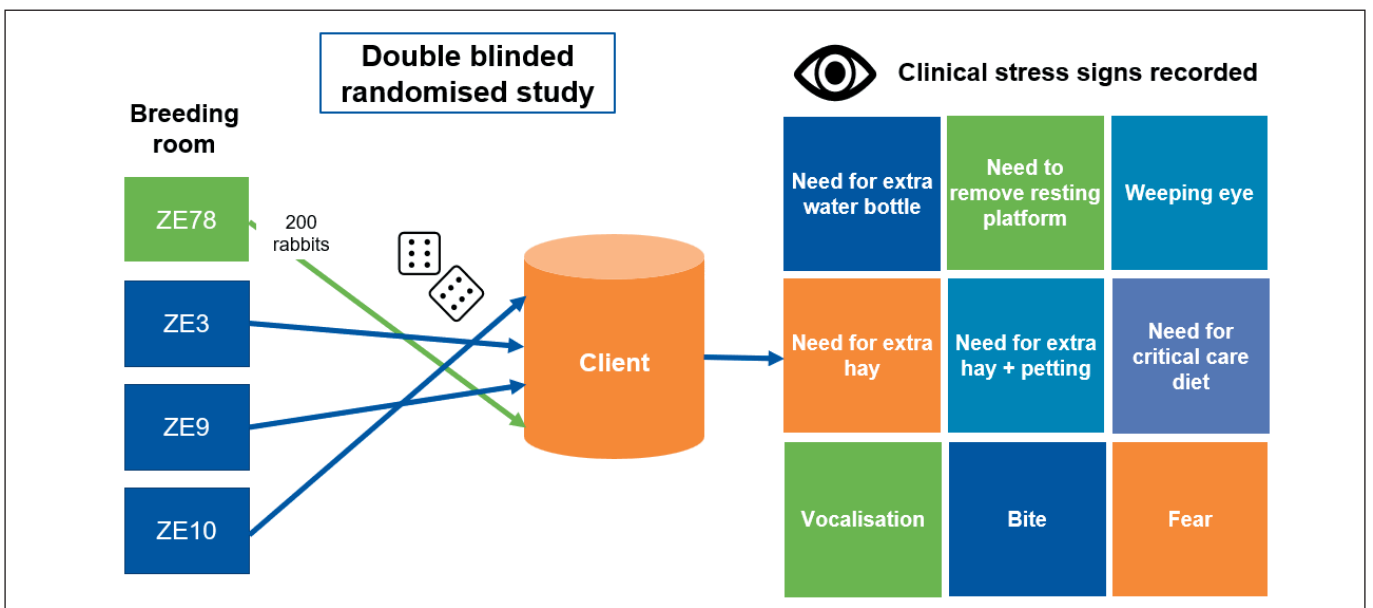 Double blinded
randomised study
Clinical stress signs recorded
Breeding
room
ZE78
200
rabbits
ZE3
ZE9
ZE10
Client
Need for extra
water bottle
Need to
remove resting
platform
Weeping eye
Need for extra
hay
Need for extra
hay + petting
Need for
critical care
diet
Vocalisation
Bite
Fear